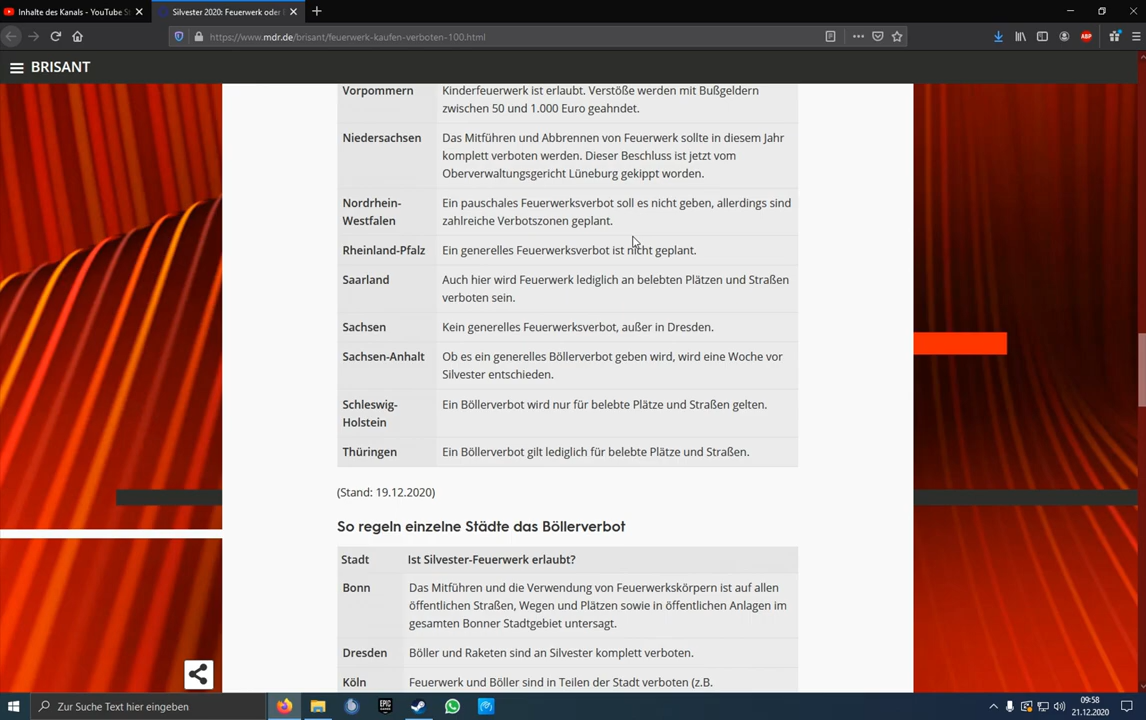 Inhalte des Kanals - YouTube St
Silvester 2020: Feuerwerk oder
https://www.mdr.de/brisant/feuerwerk-kaufen-verboten-100.html
ABP
BRISANT
Vorpommern
Kinderfeuerwerk ist erlaubt. Verstöße werden mit Bußgeldern
zwischen 50 und 1.000 Euro geahndet.
Niedersachsen
Das Mitführen und Abbrennen von Feuerwerk sollte in diesem Jahr
komplett verboten werden. Dieser Beschluss ist jetzt vom
Oberverwaltungsgericht Lüneburg gekippt worden.
Nordrhein-
Westfalen
Ein pauschales Feuerwerksverbot soll es nicht geben, allerdings sind
zahlreiche Verbotszonen geplant.
Rheinland-Pfalz
Ein generelles Feuerwerksverbot ist nicht geplant.
Saarland
Auch hier wird Feuerwerk lediglich an belebten Plätzen und Straßen
verboten sein.
Sachsen
Kein generelles Feuerwerksverbot, außer in Dresden.
Sachsen-Anhalt
Ob es ein generelles Böllerverbot geben wird, wird eine Woche vor
Silvester entschieden.
Schleswig-
Holstein
Ein Böllerverbot wird nur für belebte Plätze und Straßen gelten.
Thüringen
Ein Böllerverbot gilt lediglich für belebte Plätze und Straßen.
(Stand: 19.12.2020)
So regeln einzelne Städte das Böllerverbot
Stadt
Ist Silvester-Feuerwerk erlaubt?
Bonn
Das Mitführen und die Verwendung von Feuerwerkskörpern ist auf allen
öffentlichen Straßen, Wegen und Plätzen sowie in öffentlichen Anlagen im
gesamten Bonner Stadtgebiet untersagt.
Dresden
Böller und Raketen sind an Silvester komplett verboten.
Köln
Feuerwerk und Böller sind in Teilen der Stadt verboten (z.B.
Zur Suche Text hier eingeben
EPIC
09:58
21.12.2020